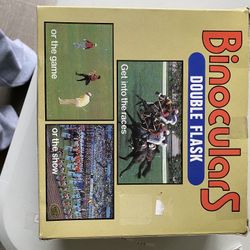 Binoculars
DOUBLE FLASK
Get into the races
or the game
or the show